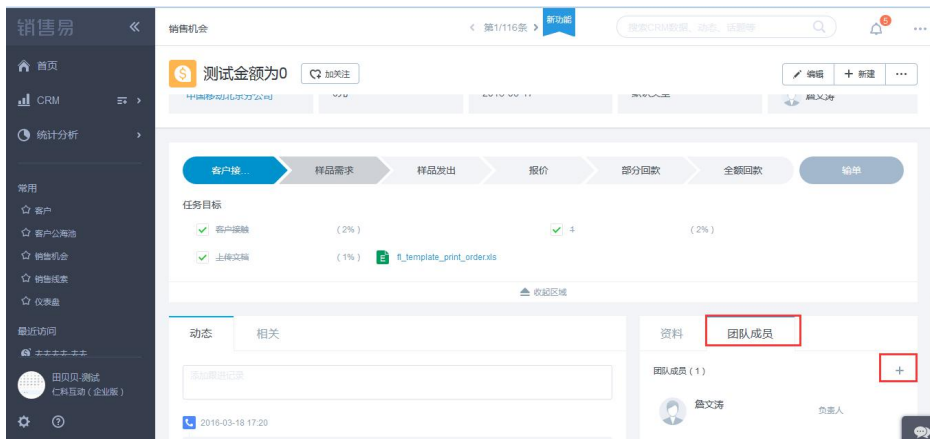 销售易 «
首页
CRM
统计分析
常用
客户
客户公海池
销售机会
销售线索
仪表盘
最近访问
田贝贝-测试
仁科互动（企业版）
销售机会
第1/116条
新功能
搜索CRM数据、动态、话题等
测试金额为0
加关注
编辑
+ 新建
中国移动北京分公司
詹文涛
客户接...
样品需求
样品发出
报价
部分回款
全额回款
输单
任务目标
客户接触 （2%） 1 （2%）
上传文稿 （1%） fl_template_print_order.xls
收起区域
动态 相关
添加跟进记录
2016-03-18 17:20
资料 团队成员
团队成员（1） +
詹文涛 负责人